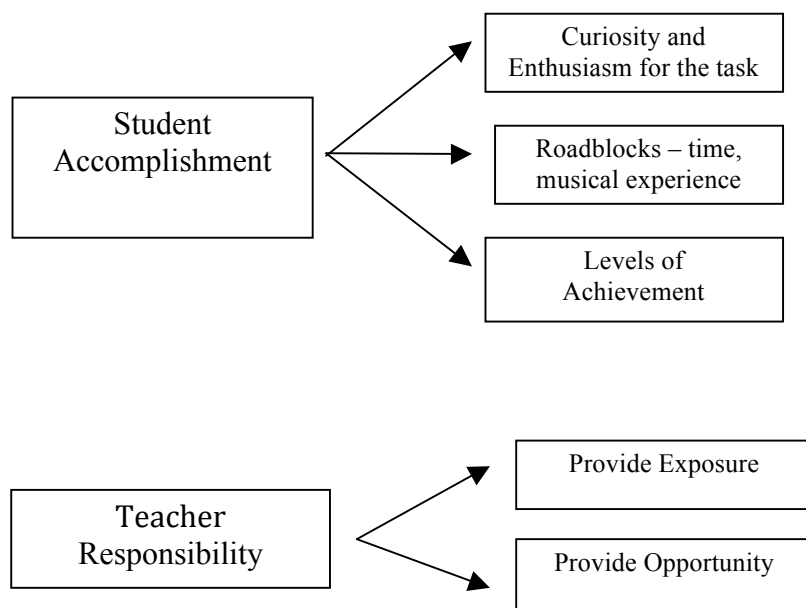 Student
Accomplishment
Curiosity and
Enthusiasm for the task
Roadblocks – time,
musical experience
Levels of
Achievement
Teacher
Responsibility
Provide Exposure
Provide Opportunity